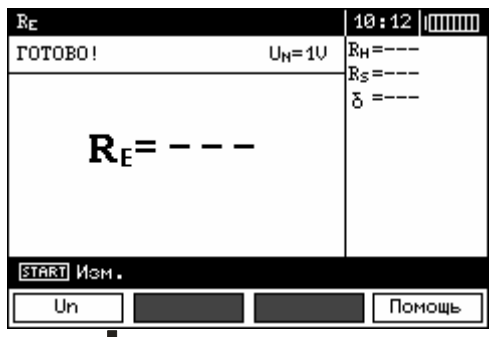 RE 10:12
ГОТОВО! UN=1V
RH=---
RS=---
δ =---
RE= ---
START Изм.
Un Помощь